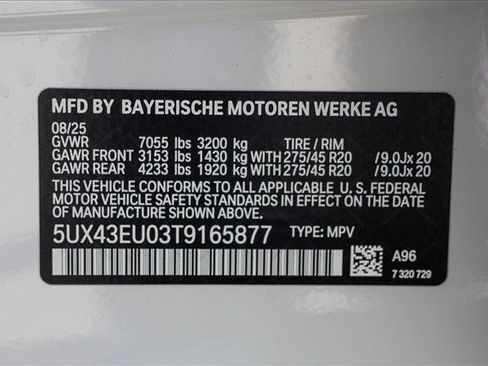 MFD BY BAYERISCHE MOTOREN WERKE AG
08/25
GVWR 7055 lbs 3200 kg TIRE / RIM
GAWR FRONT 3153 lbs 1430 kg WITH 275/45 R20 /9.0Jx 20
GAWR REAR 4233 lbs 1920 kg WITH 275/45 R20 /9.0Jx 20
THIS VEHICLE CONFORMS TO ALL APPLICABLE U. S. FEDERAL
MOTOR VEHICLE SAFETY STANDARDS IN EFFECT ON THE DATE
OF MANUFACTURE SHOWN ABOVE.
5UX43EU03T9165877 TYPE: MPV
A96
7 320 729